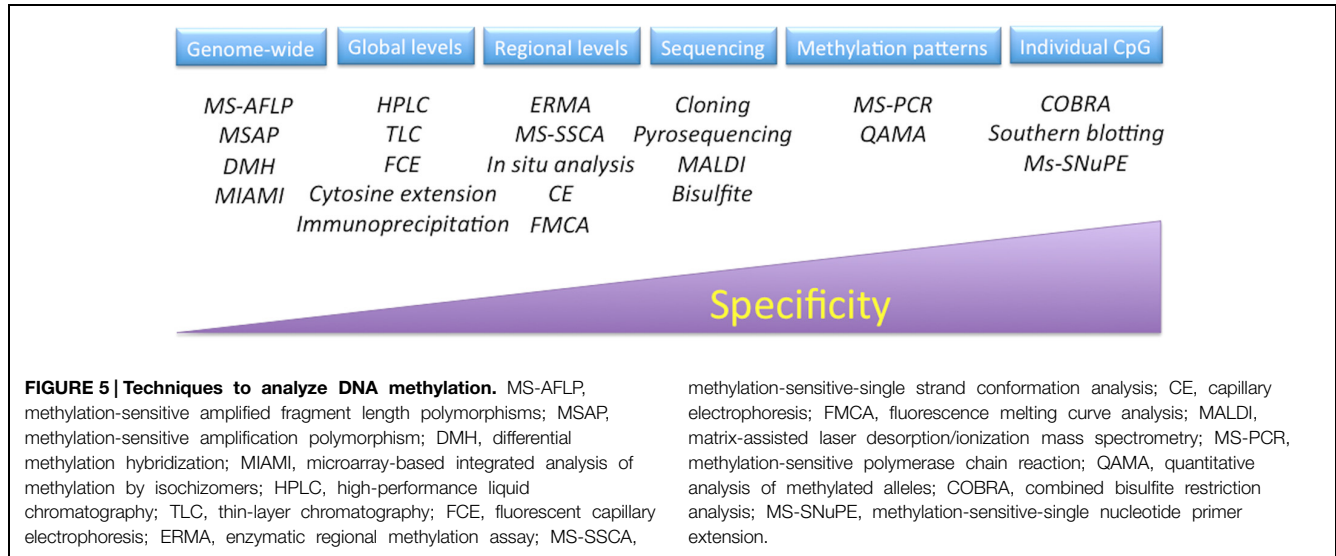 Genome-wide Global levels Regional levels Sequencing Methylation patterns Individual CpG
MS-AFLP HPLC ERMA Cloning MS-PCR COBRA
MSAP TLC MS-SSCA Pyrosequencing QAMA Southern blotting
DMH FCE In situ analysis MALDI Ms-SNuPE
MIAMI Cytosine extension CE Bisulfite
Immunoprecipitation FMCA
Specificity
FIGURE 5 | Techniques to analyze DNA methylation. MS-AFLP,
methylation-sensitive amplified fragment length polymorphisms; MSAP,
methylation-sensitive amplification polymorphism; DMH, differential
methylation hybridization; MIAMI, microarray-based integrated analysis of
methylation by isochizomers; HPLC, high-performance liquid
chromatography; TLC, thin-layer chromatography; FCE, fluorescent capillary
electrophoresis; ERMA, enzymatic regional methylation assay; MS-SSCA,
methylation-sensitive-single strand conformation analysis; CE, capillary
electrophoresis; FMCA, fluorescence melting curve analysis; MALDI,
matrix-assisted laser desorption/ionization mass spectrometry; MS-PCR,
methylation-sensitive polymerase chain reaction; QAMA, quantitative
analysis of methylated alleles; COBRA, combined bisulfite restriction
analysis; MS-SNuPE, methylation-sensitive-single nucleotide primer
extension.